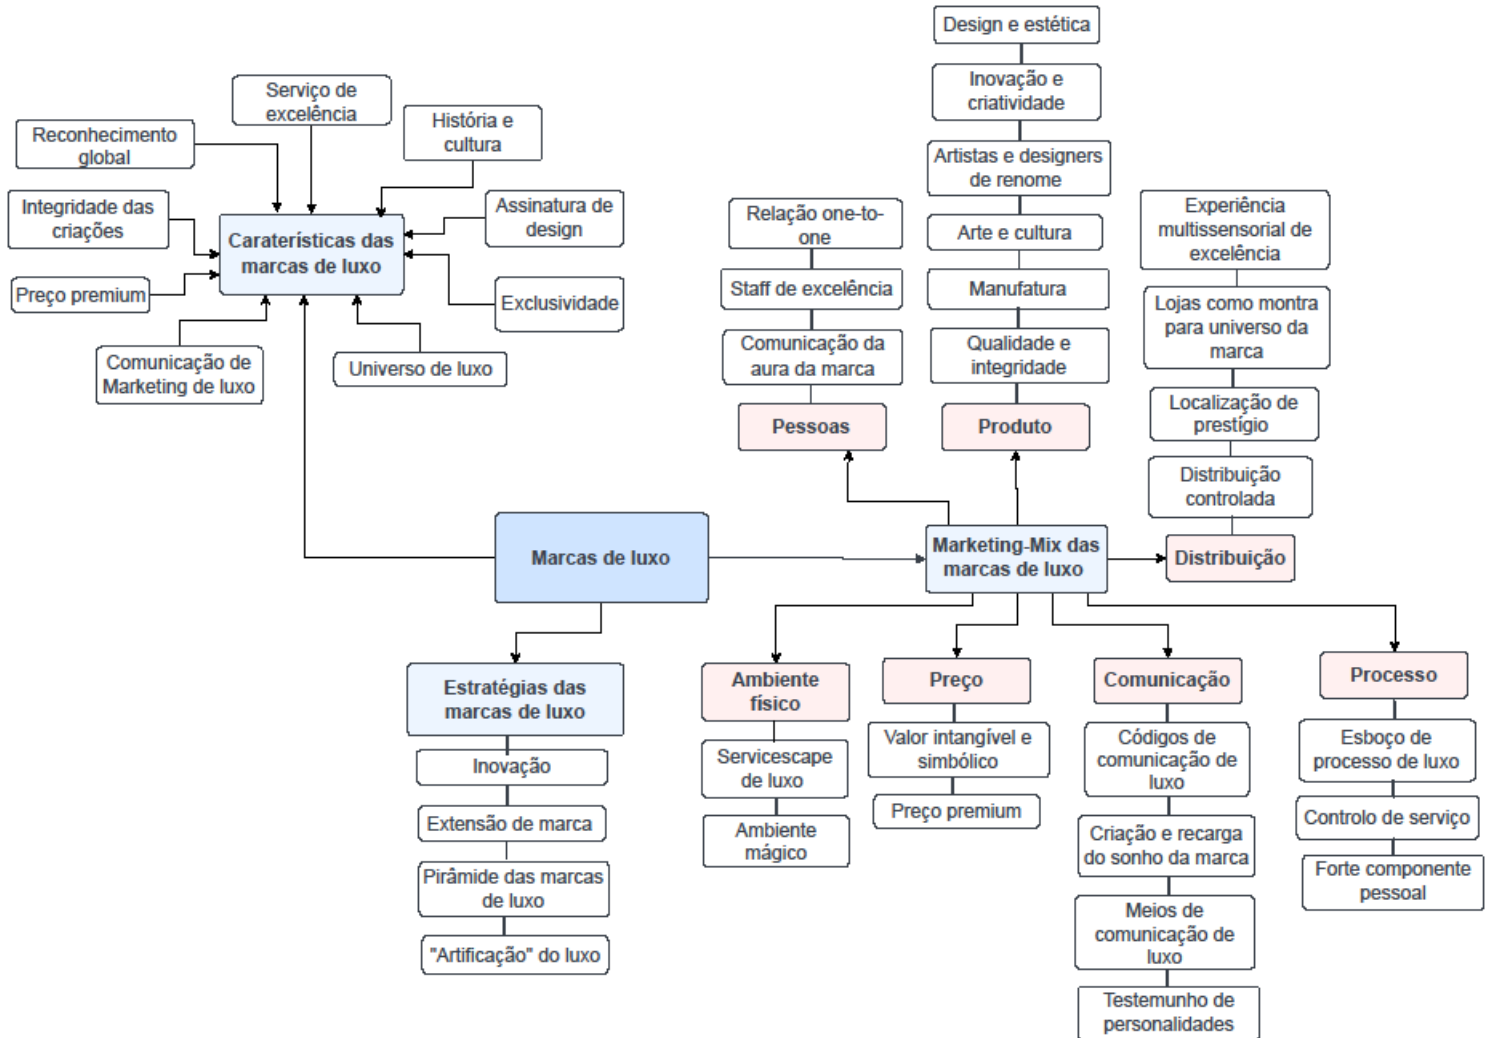 Design e estética
Inovação e
criatividade
Serviço de
excelência
História e
cultura
Reconhecimento
global
Artistas e designers
de renome
Integridade das
criações
Assinatura de
design
Caraterísticas das
marcas de luxo
Preço premium
Exclusividade
Comunicação de
Marketing de luxo
Universo de luxo
Relação one-to-
one
Staff de excelência
Comunicação da
aura da marca
Pessoas
Arte e cultura
Manufatura
Qualidade e
integridade
Produto
Experiência
multissensorial de
excelência
Lojas como montra
para universo da
marca
Localização de
prestígio
Distribuição
controlada
Distribuição
Marcas de luxo
Marketing-Mix das
marcas de luxo
Estratégias das
marcas de luxo
Inovação
Extensão de marca
Pirâmide das marcas
de luxo
"Artificação" do luxo
Ambiente
físico
Servicescape
de luxo
Ambiente
mágico
Preço
Valor intangível e
simbólico
Preço premium
Comunicação
Códigos de
comunicação de
luxo
Criação e recarga
do sonho da marca
Meios de
comunicação de
luxo
Testemunho de
personalidades
Processo
Esboço de
processo de luxo
Controlo de serviço
Forte componente
pessoal